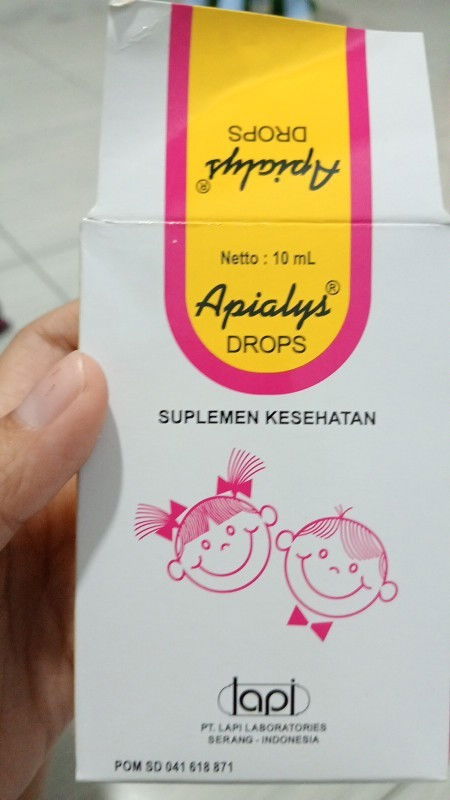 Apialys®
DROPS
Netto : 10 mL
Apialys®
DROPS
SUPLEMEN KESEHATAN
lapi
PT. LAPI LABORATORIES
SERANG - INDONESIA
POM SD 041 618 871